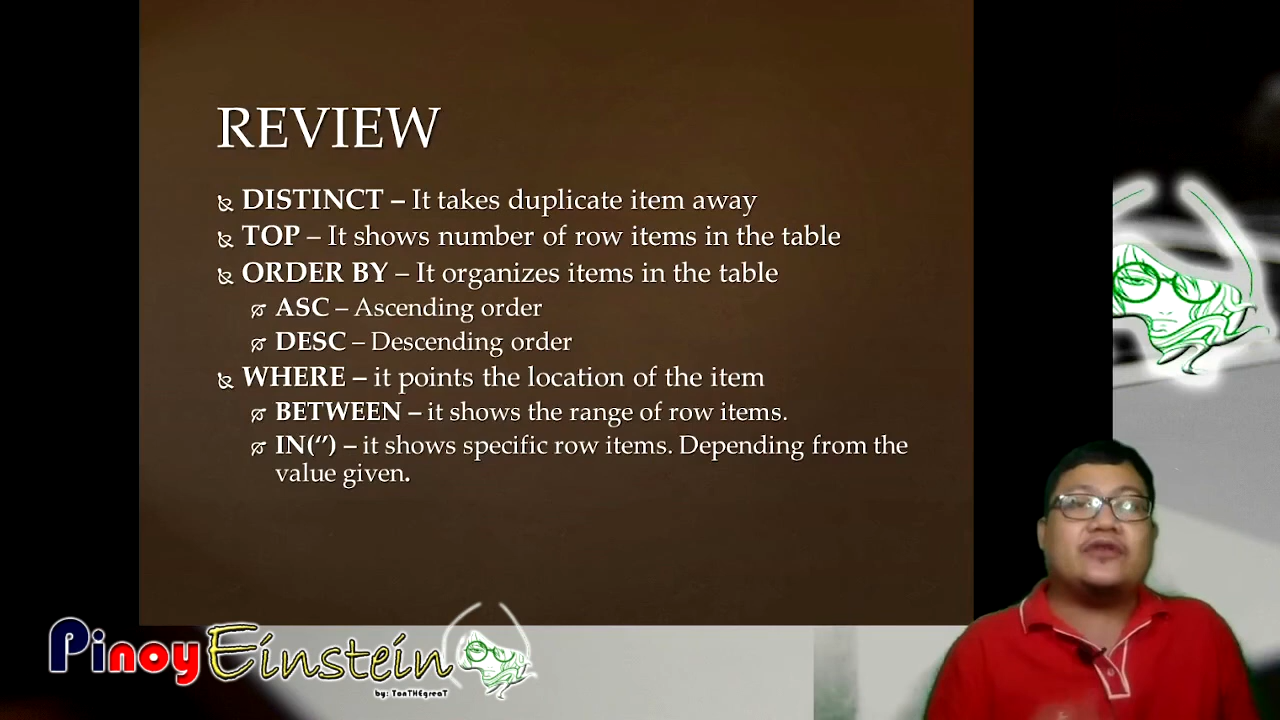 REVIEW
DISTINCT – It takes duplicate item away
TOP – It shows number of row items in the table
ORDER BY – It organizes items in the table
ASC – Ascending order
DESC – Descending order
WHERE – it points the location of the item
BETWEEN – it shows the range of row items.
IN(‘’) – it shows specific row items. Depending from the
value given.
PinoyEinstein
by: TonTHEgreaT